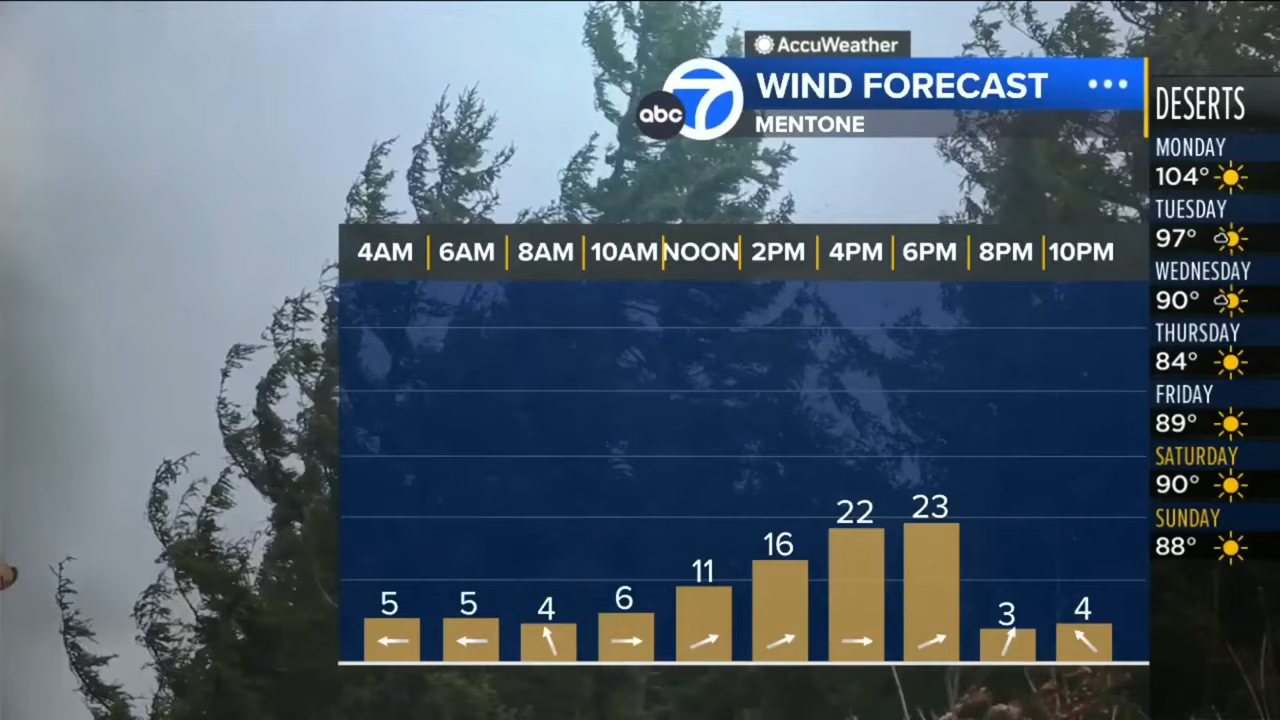 AccuWeather
abc 7
WIND FORECAST
MENTONE
4AM 6AM 8AM 10AM NOON 2PM 4PM 6PM 8PM 10PM
5 5 4 6 11 16 22 23 3 4
DESERTS
MONDAY
104°
TUESDAY
97°
WEDNESDAY
90°
THURSDAY
84°
FRIDAY
89°
SATURDAY
90°
SUNDAY
88°